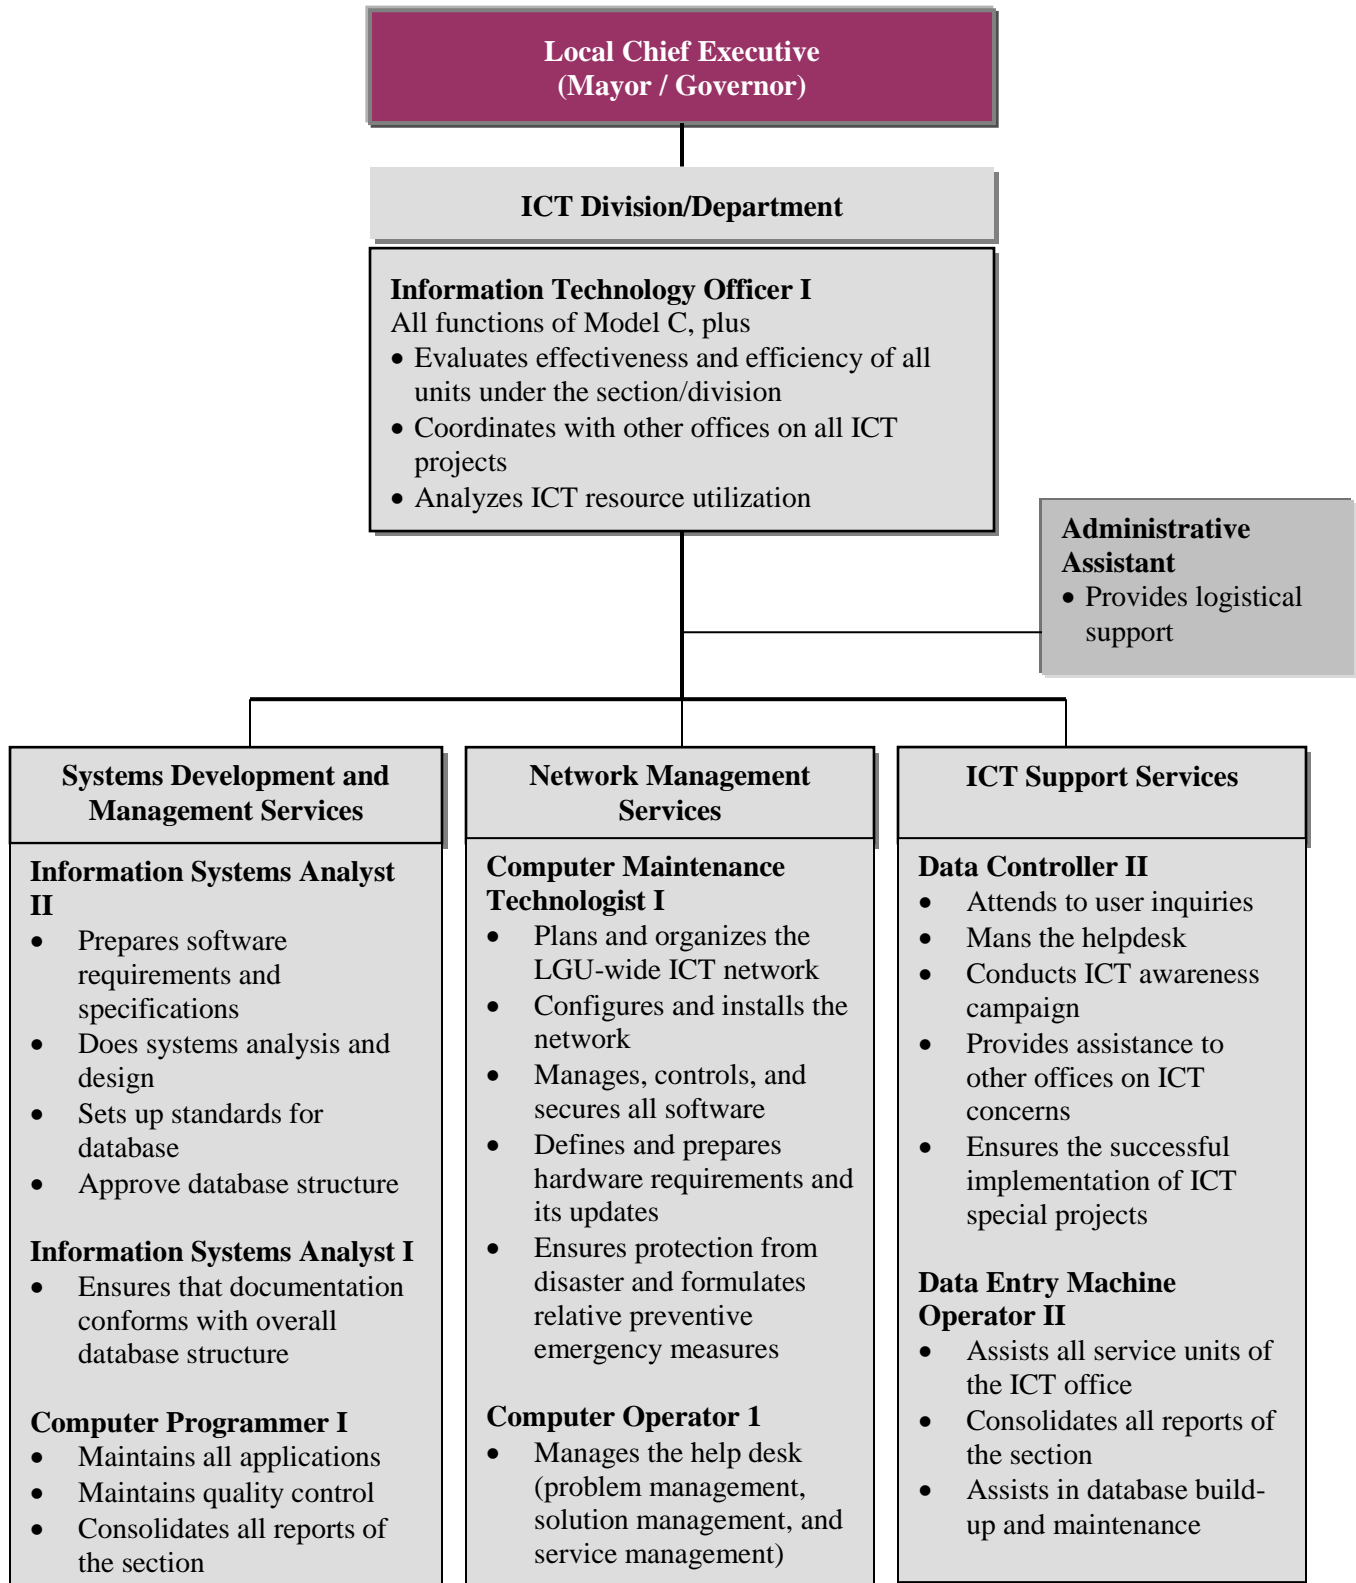 Local Chief Executive
(Mayor / Governor)
ICT Division/Department
Information Technology Officer I
All functions of Model C, plus
• Evaluates effectiveness and efficiency of all
units under the section/division
• Coordinates with other offices on all ICT
projects
• Analyzes ICT resource utilization
Administrative
Assistant
• Provides logistical
support
Systems Development and
Management Services
Information Systems Analyst
II
• Prepares software
requirements and
specifications
• Does systems analysis and
design
• Sets up standards for
database
• Approve database structure
Information Systems Analyst I
• Ensures that documentation
conforms with overall
database structure
Computer Programmer I
• Maintains all applications
• Maintains quality control
• Consolidates all reports of
the section
Network Management
Services
Computer Maintenance
Technologist I
• Plans and organizes the
LGU-wide ICT network
• Configures and installs the
network
• Manages, controls, and
secures all software
• Defines and prepares
hardware requirements and
its updates
• Ensures protection from
disaster and formulates
relative preventive
emergency measures
Computer Operator 1
• Manages the help desk
(problem management,
solution management, and
service management)
ICT Support Services
Data Controller II
• Attends to user inquiries
• Mans the helpdesk
• Conducts ICT awareness
campaign
• Provides assistance to
other offices on ICT
concerns
• Ensures the successful
implementation of ICT
special projects
Data Entry Machine
Operator II
• Assists all service units of
the ICT office
• Consolidates all reports of
the section
• Assists in database build-
up and maintenance